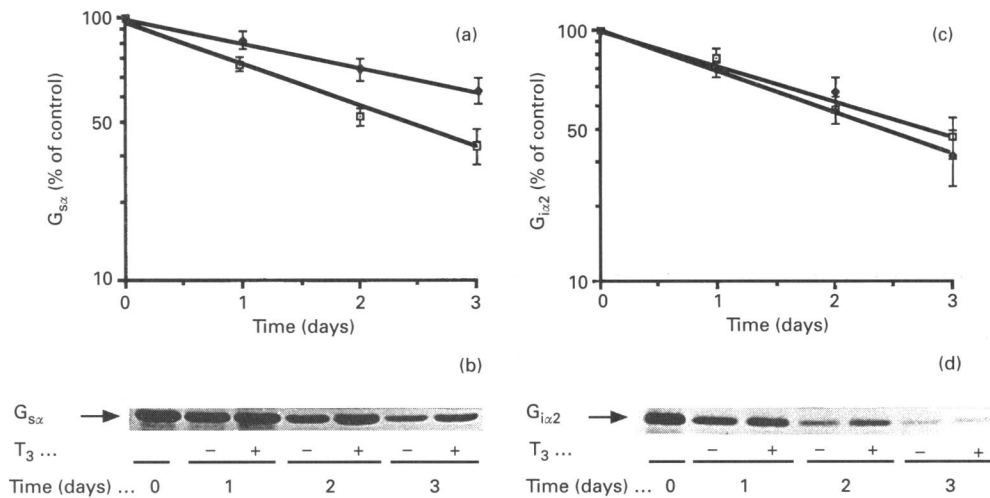 100
50
10
0
1
2
3
Time (days)
Gsα (% of control)
(a)
100
50
10
0
1
2
3
Time (days)
Giα2 (% of control)
(c)
(b)
Gsα
T3 ...
− + − + − +
Time (days) ... 0 1 2 3
(d)
Giα2
T3 ...
− + − + − +
Time (days) ... 0 1 2 3